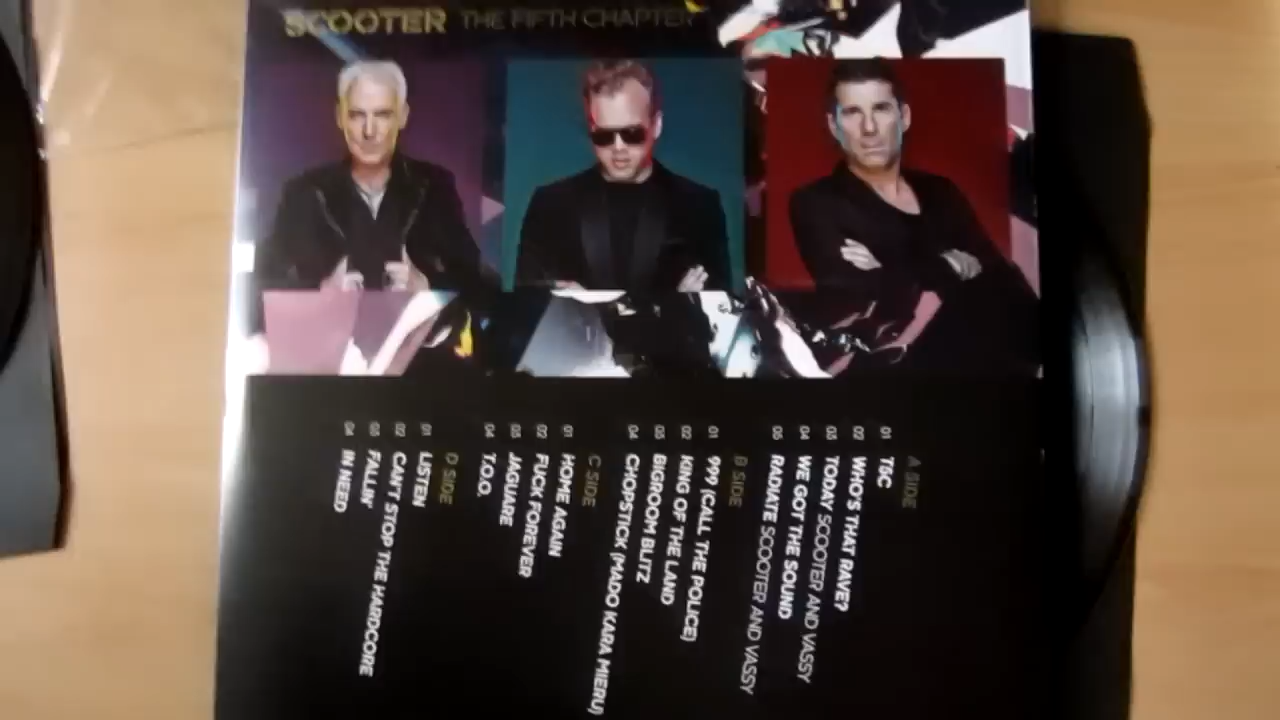 SCOOTER THE FIFTH CHAPTER
A SIDE
01 T5C
02 WHO'S THAT RAVE?
03 TODAY SCOOTER AND VASSY
04 WE GOT THE SOUND
05 RADIATE SCOOTER AND VASSY
B SIDE
01 999 (CALL THE POLICE)
02 KING OF THE LAND
03 BIGROOM BLITZ
04 CHOPSTICK (MADO KARA MIERU)
C SIDE
01 HOME AGAIN
02 FUCK FOREVER
03 JAGUARE
04 T.O.O.
D SIDE
01 LISTEN
02 CAN'T STOP THE HARDCORE
03 FALLIN'
04 IN NEED